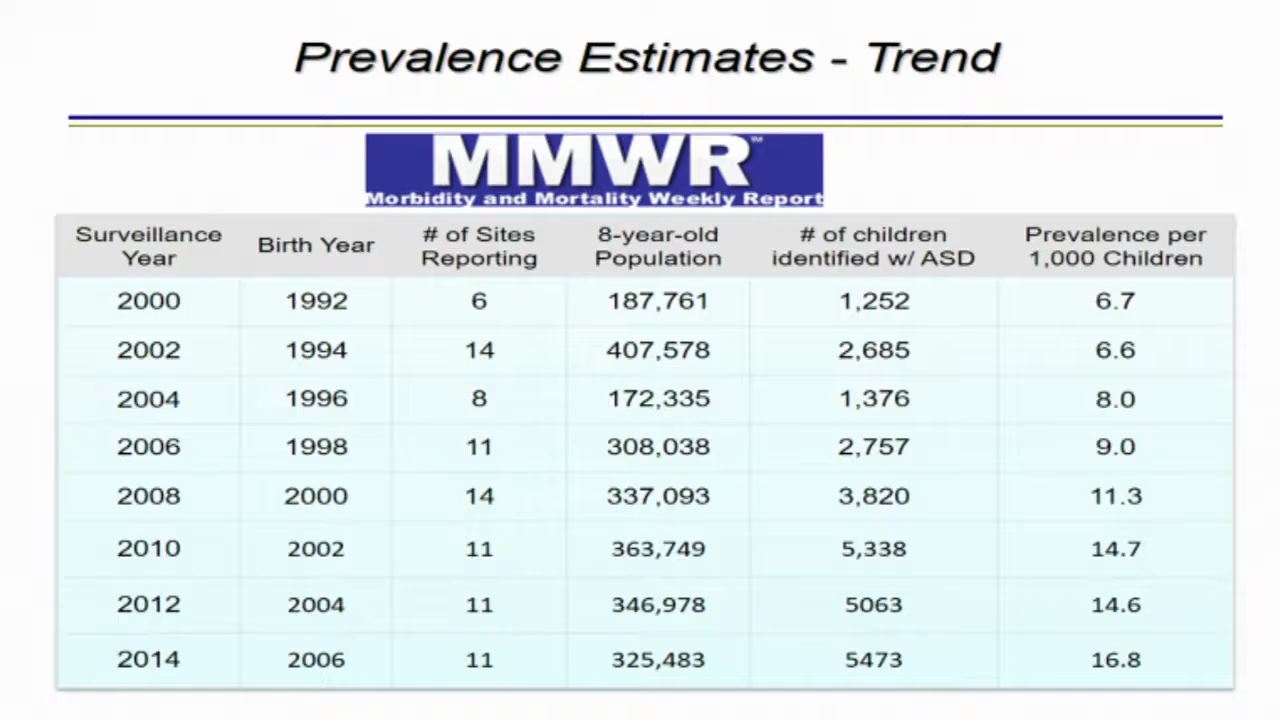 Prevalence Estimates - Trend
MMWR™
Morbidity and Mortality Weekly Report
Surveillance Year Birth Year # of Sites Reporting 8-year-old Population # of children identified w/ ASD Prevalence per 1,000 Children
2000 1992 6 187,761 1,252 6.7
2002 1994 14 407,578 2,685 6.6
2004 1996 8 172,335 1,376 8.0
2006 1998 11 308,038 2,757 9.0
2008 2000 14 337,093 3,820 11.3
2010 2002 11 363,749 5,338 14.7
2012 2004 11 346,978 5063 14.6
2014 2006 11 325,483 5473 16.8